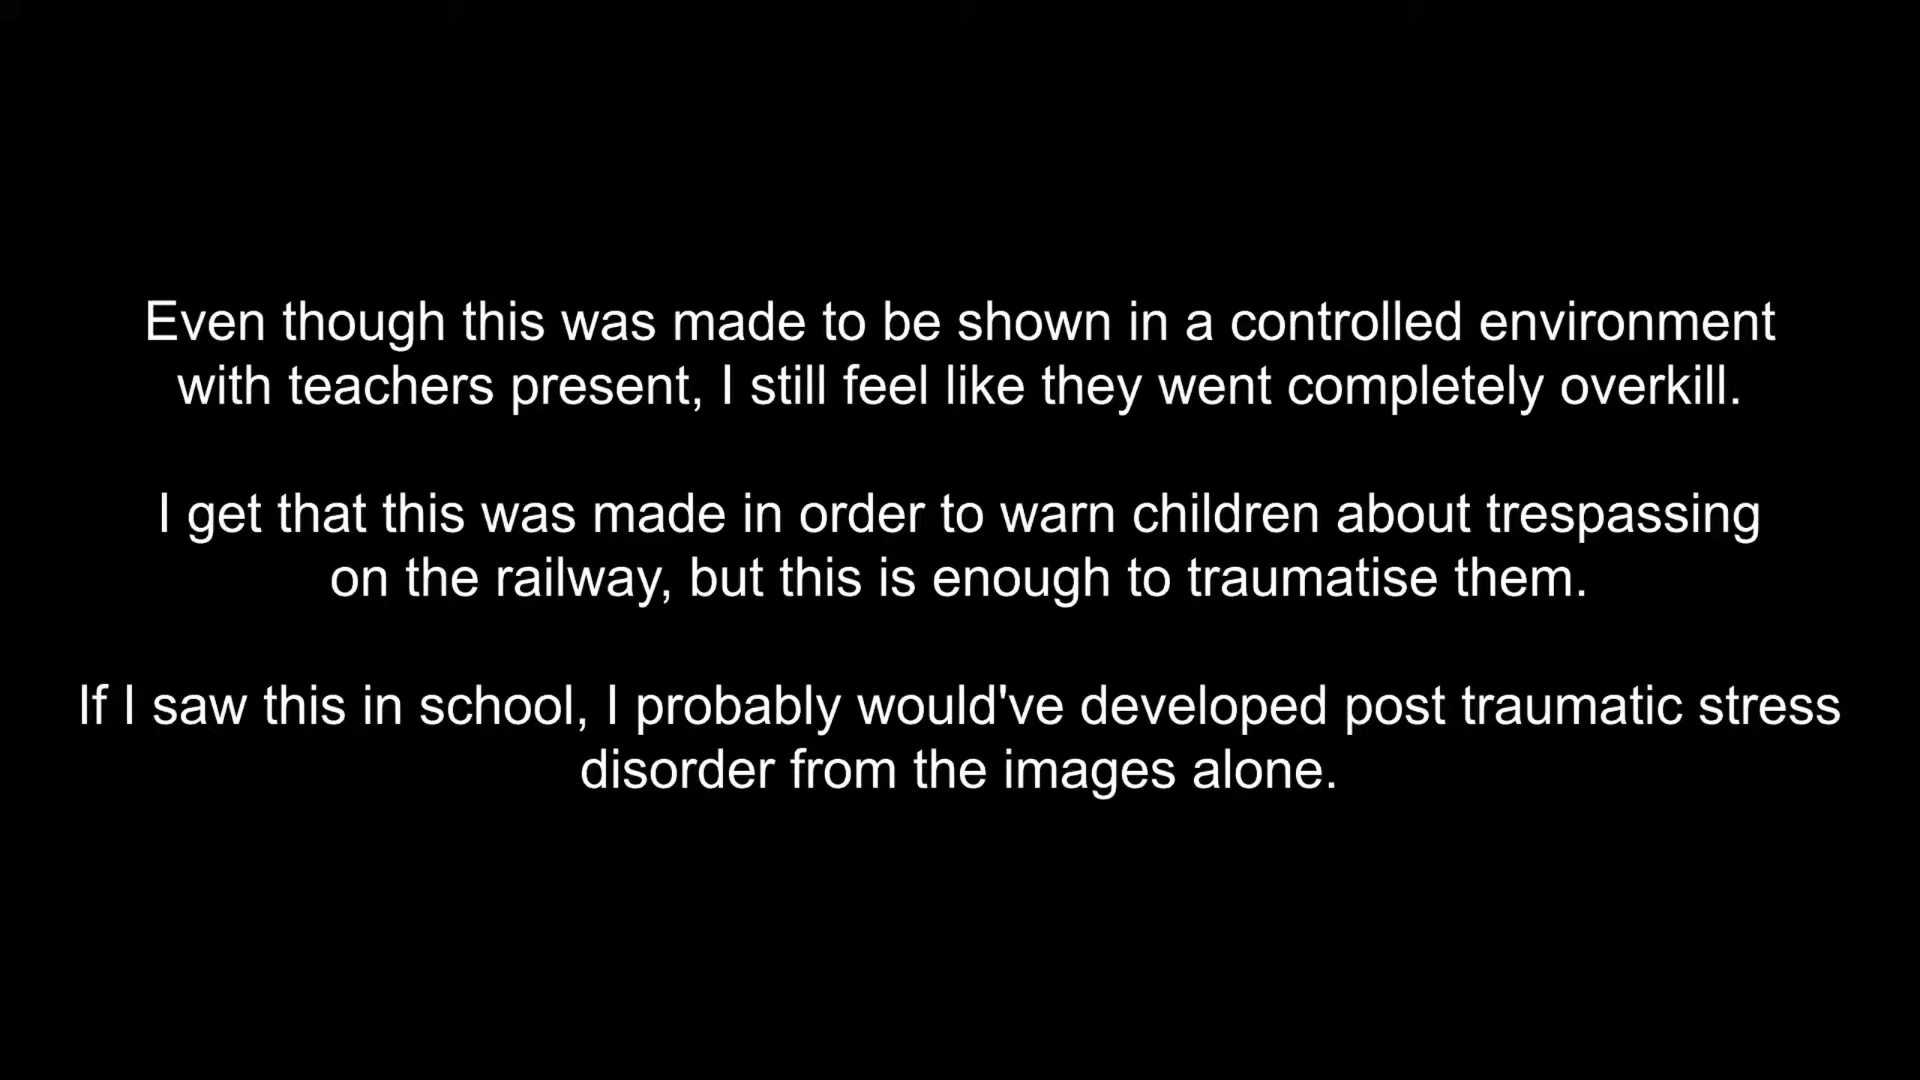 Even though this was made to be shown in a controlled environment
with teachers present, I still feel like they went completely overkill.
I get that this was made in order to warn children about trespassing
on the railway, but this is enough to traumatise them.
If I saw this in school, I probably would've developed post traumatic stress
disorder from the images alone.